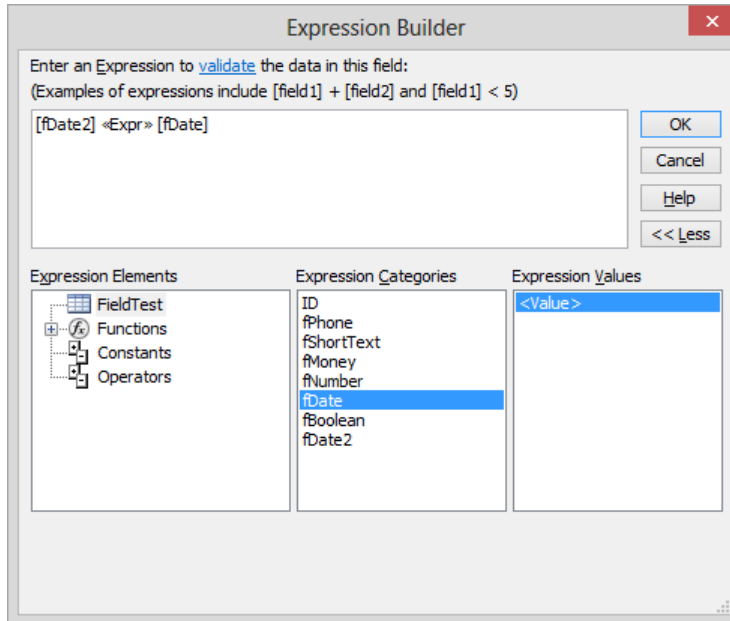 Expression Builder
Enter an Expression to validate the data in this field:
(Examples of expressions include [field1] + [field2] and [field1] < 5)
[fDate2] «Expr» [fDate]
OK
Cancel
Help
<< Less
Expression Elements
FieldTest
Functions
Constants
Operators
Expression Categories
ID
fPhone
fShortText
fMoney
fNumber
fDate
fBoolean
fDate2
Expression Values
<Value>